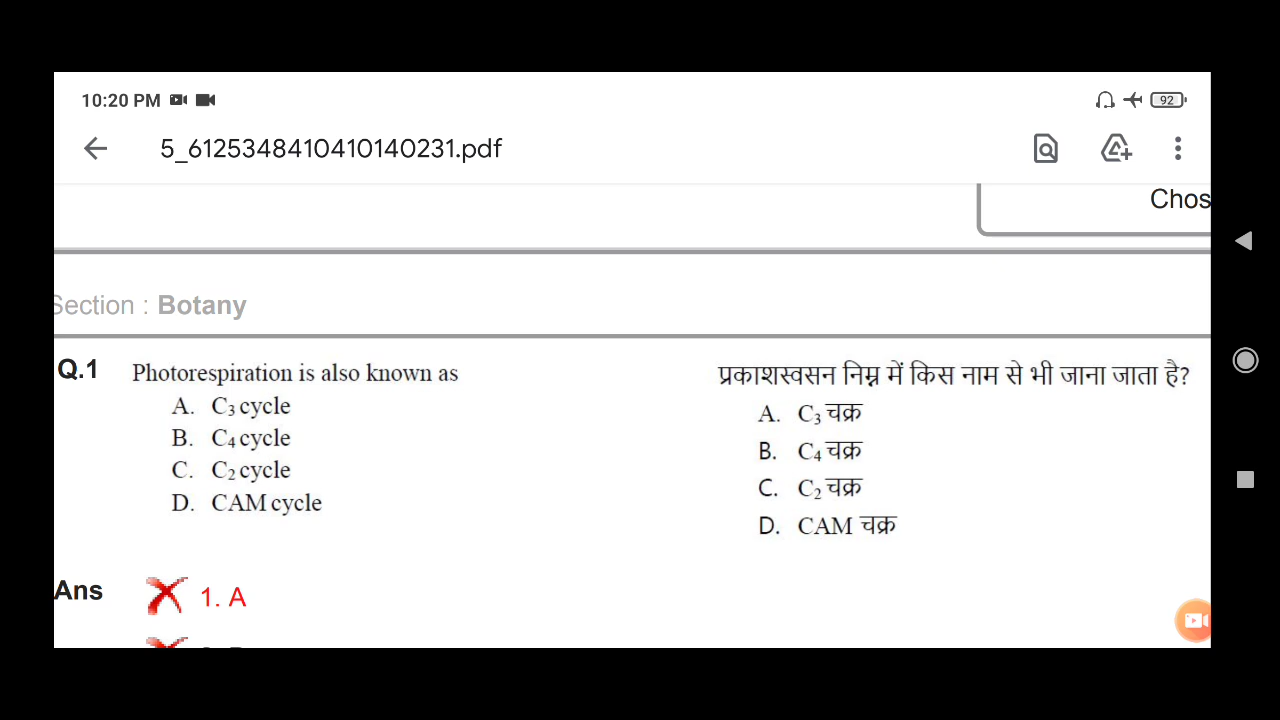 10:20 PM
92
5_6125348410410140231.pdf
Chos
Section : Botany
Q.1 Photorespiration is also known as
A. C₃ cycle
B. C₄ cycle
C. C₂ cycle
D. CAM cycle
प्रकाशस्वसन निम्न में किस नाम से भी जाना जाता है?
A. C₃ चक्र
B. C₄ चक्र
C. C₂ चक्र
D. CAM चक्र
Ans 1. A